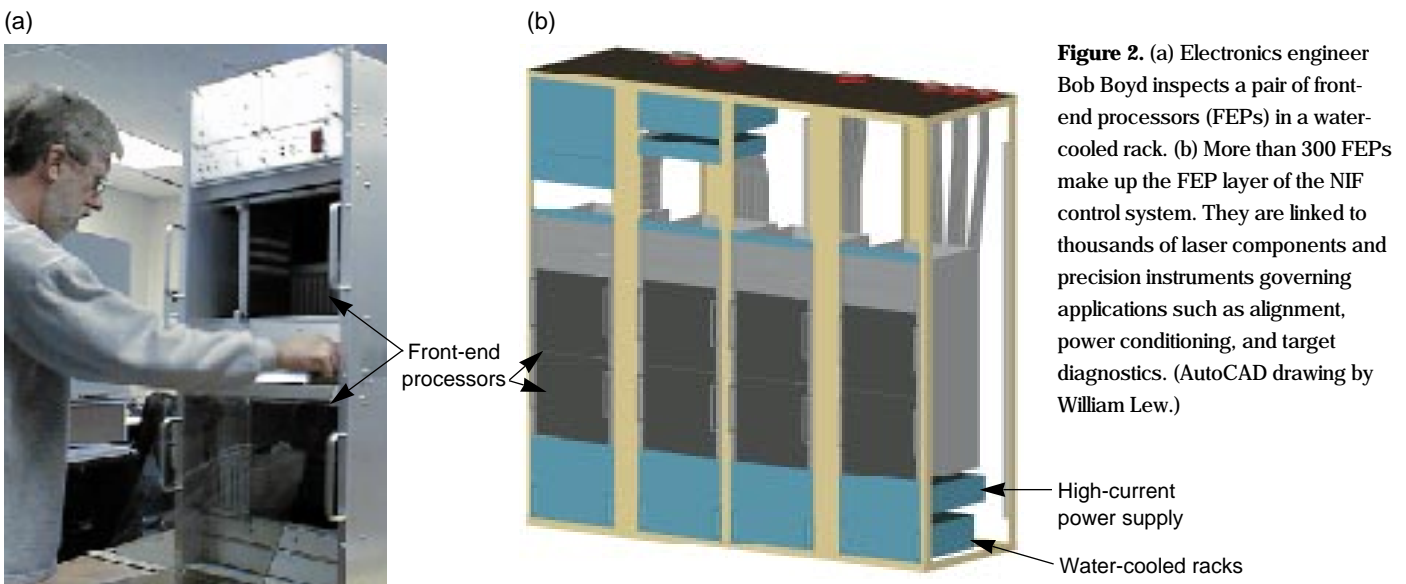 (a)
(b)
Figure 2. (a) Electronics engineer
Bob Boyd inspects a pair of front-
end processors (FEPs) in a water-
cooled rack. (b) More than 300 FEPs
make up the FEP layer of the NIF
control system. They are linked to
thousands of laser components and
precision instruments governing
applications such as alignment,
power conditioning, and target
diagnostics. (AutoCAD drawing by
William Lew.)
Front-end
processors
High-current
power supply
Water-cooled racks